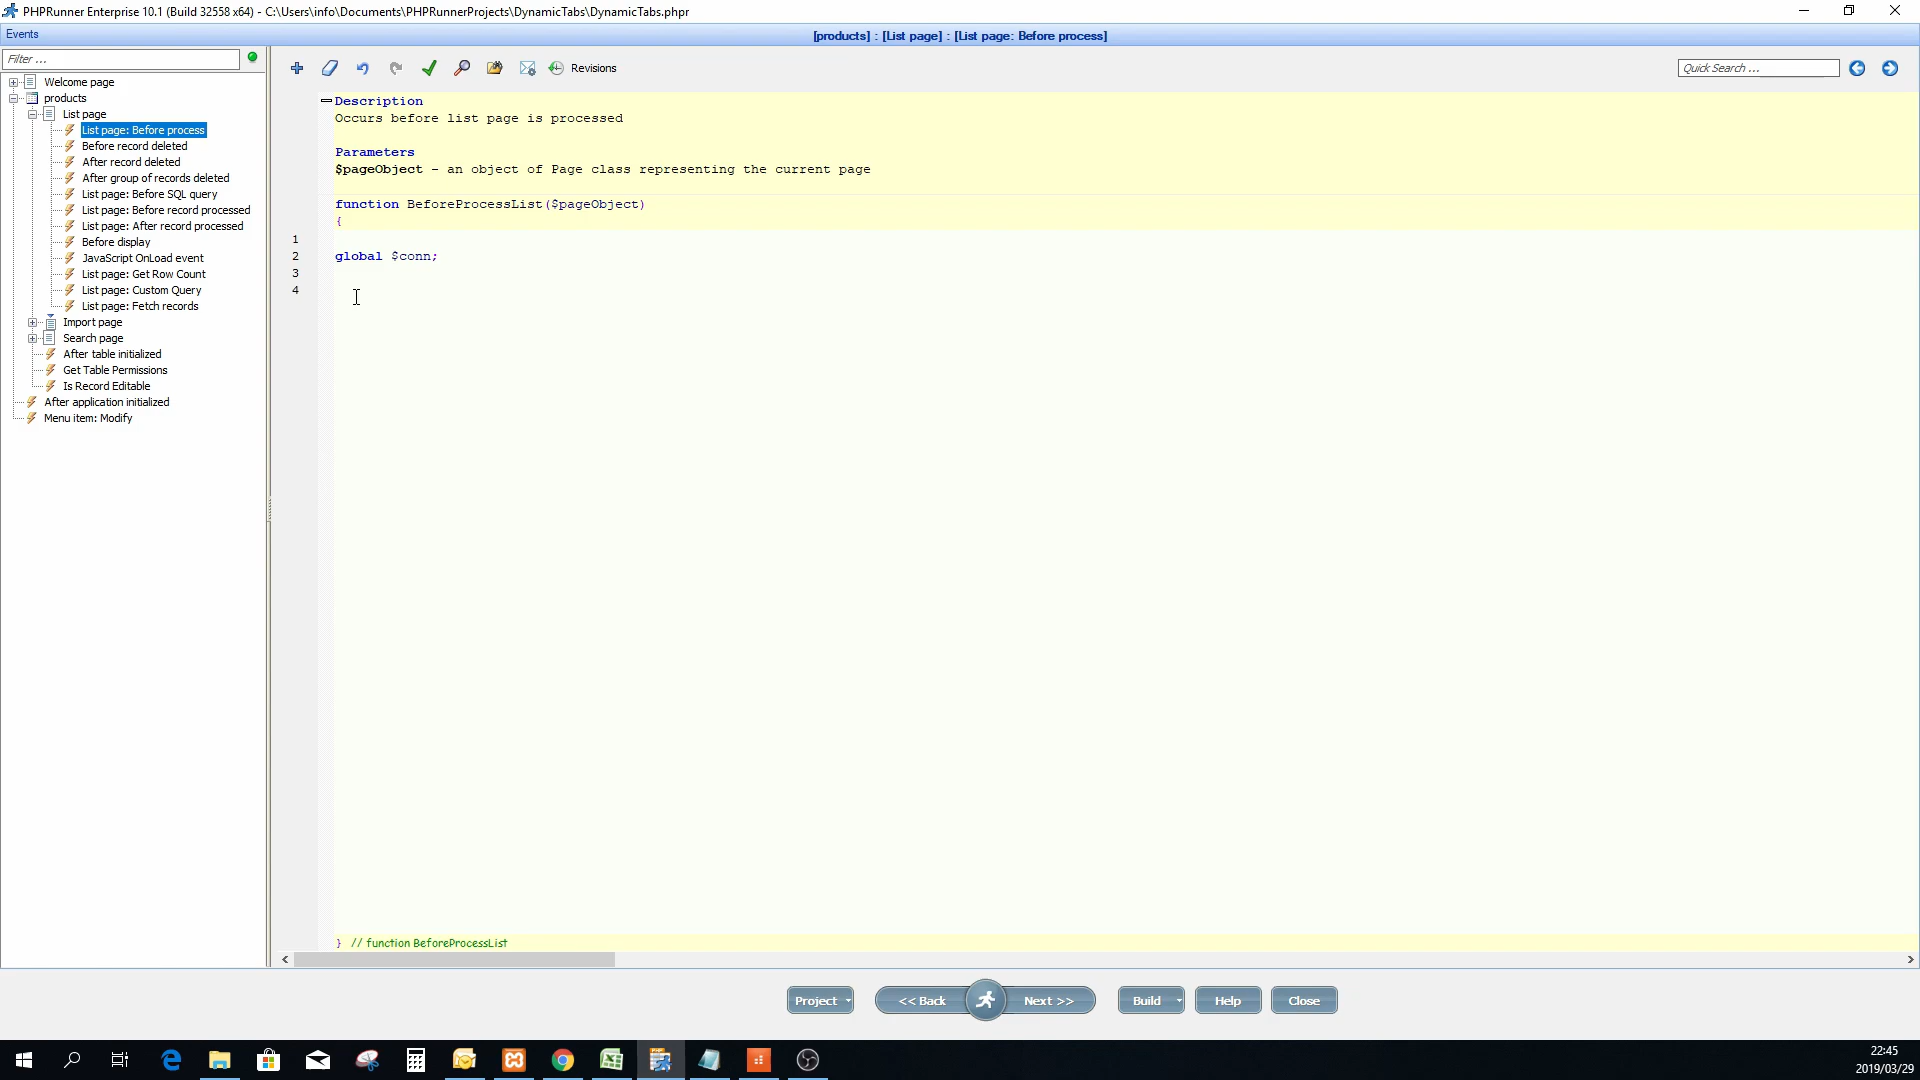 PHPRunner Enterprise 10.1 (Build 32558 x64) - C:\Users\info\Documents\PHPRunnerProjects\DynamicTabs\DynamicTabs.phpr
Events
[products] : [List page] : [List page: Before process]
Filter ...
Revisions
Quick Search ...
Welcome page
products
List page
List page: Before process
Before record deleted
After record deleted
After group of records deleted
List page: Before SQL query
List page: Before record processed
List page: After record processed
Before display
JavaScript OnLoad event
List page: Get Row Count
List page: Custom Query
List page: Fetch records
Import page
Search page
After table initialized
Get Table Permissions
Is Record Editable
After application initialized
Menu item: Modify
Description
Occurs before list page is processed
Parameters
$pageObject - an object of Page class representing the current page
function BeforeProcessList($pageObject)
{
1
2 global $conn;
3
4
} // function BeforeProcessList
Project
<< Back
Next >>
Build
Help
Close
22:45
2019/03/29